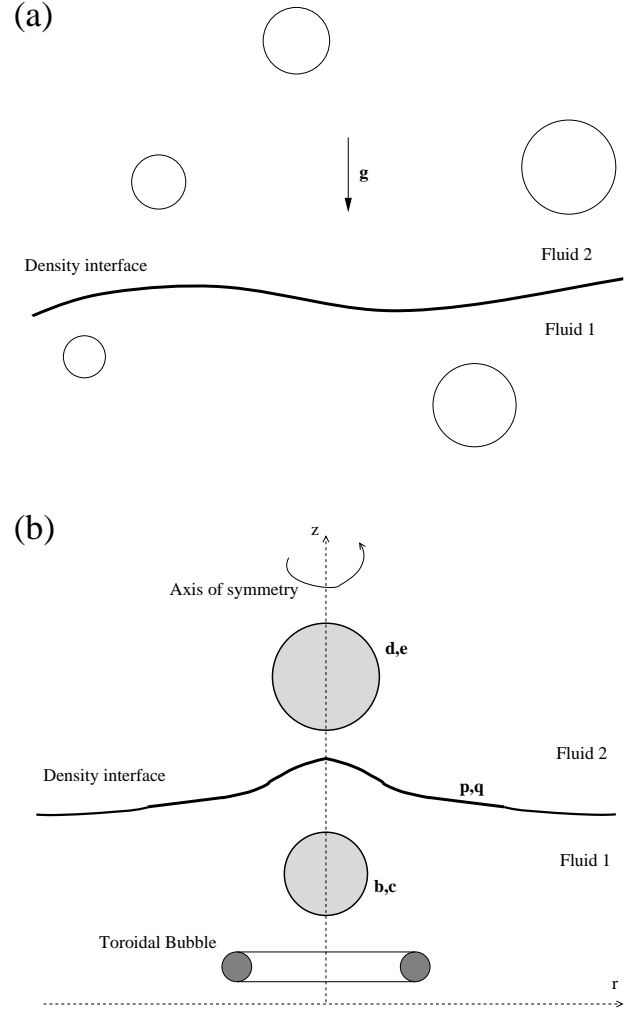 (a)
g
Fluid 2
Density interface
Fluid 1
(b)
z
Axis of symmetry
d,e
Fluid 2
Density interface
p,q
Fluid 1
b,c
Toroidal Bubble
r